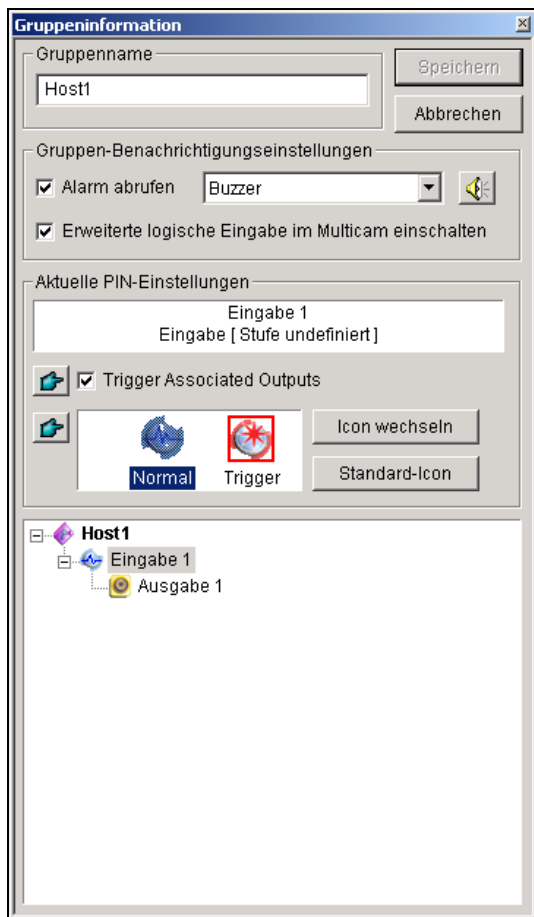 Gruppeninformation
Gruppenname
Host1
Speichern
Abbrechen
Gruppen-Benachrichtigungseinstellungen
Alarm abrufen
Buzzer
Erweiterte logische Eingabe im Multicam einschalten
Aktuelle PIN-Einstellungen
Eingabe 1
Eingabe [ Stufe undefiniert ]
Trigger Associated Outputs
Normal
Trigger
Icon wechseln
Standard-Icon
Host1
Eingabe 1
Ausgabe 1